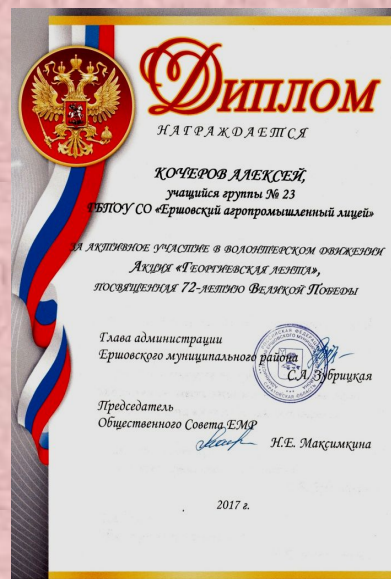 Диплом
НАГРАЖДАЕТСЯ
КОЧЕРОВ АЛЕКСЕЙ,
учащийся группы № 23
ГБПОУ СО «Ершовский агропромышленный лицей»
ЗА АКТИВНОЕ УЧАСТИЕ В ВОЛОНТЕРСКОМ ДВИЖЕНИИ
АКЦИЯ «ГЕОРГИЕВСКАЯ ЛЕНТА»,
ПОСВЯЩЕННАЯ 72-ЛЕТИЮ ВЕЛИКОЙ ПОБЕДЫ
Глава администрации
Ершовского муниципального района
С.А. Зубрицкая
Председатель
Общественного Совета ЕМР
Н.Е. Максимкина
2017 г.